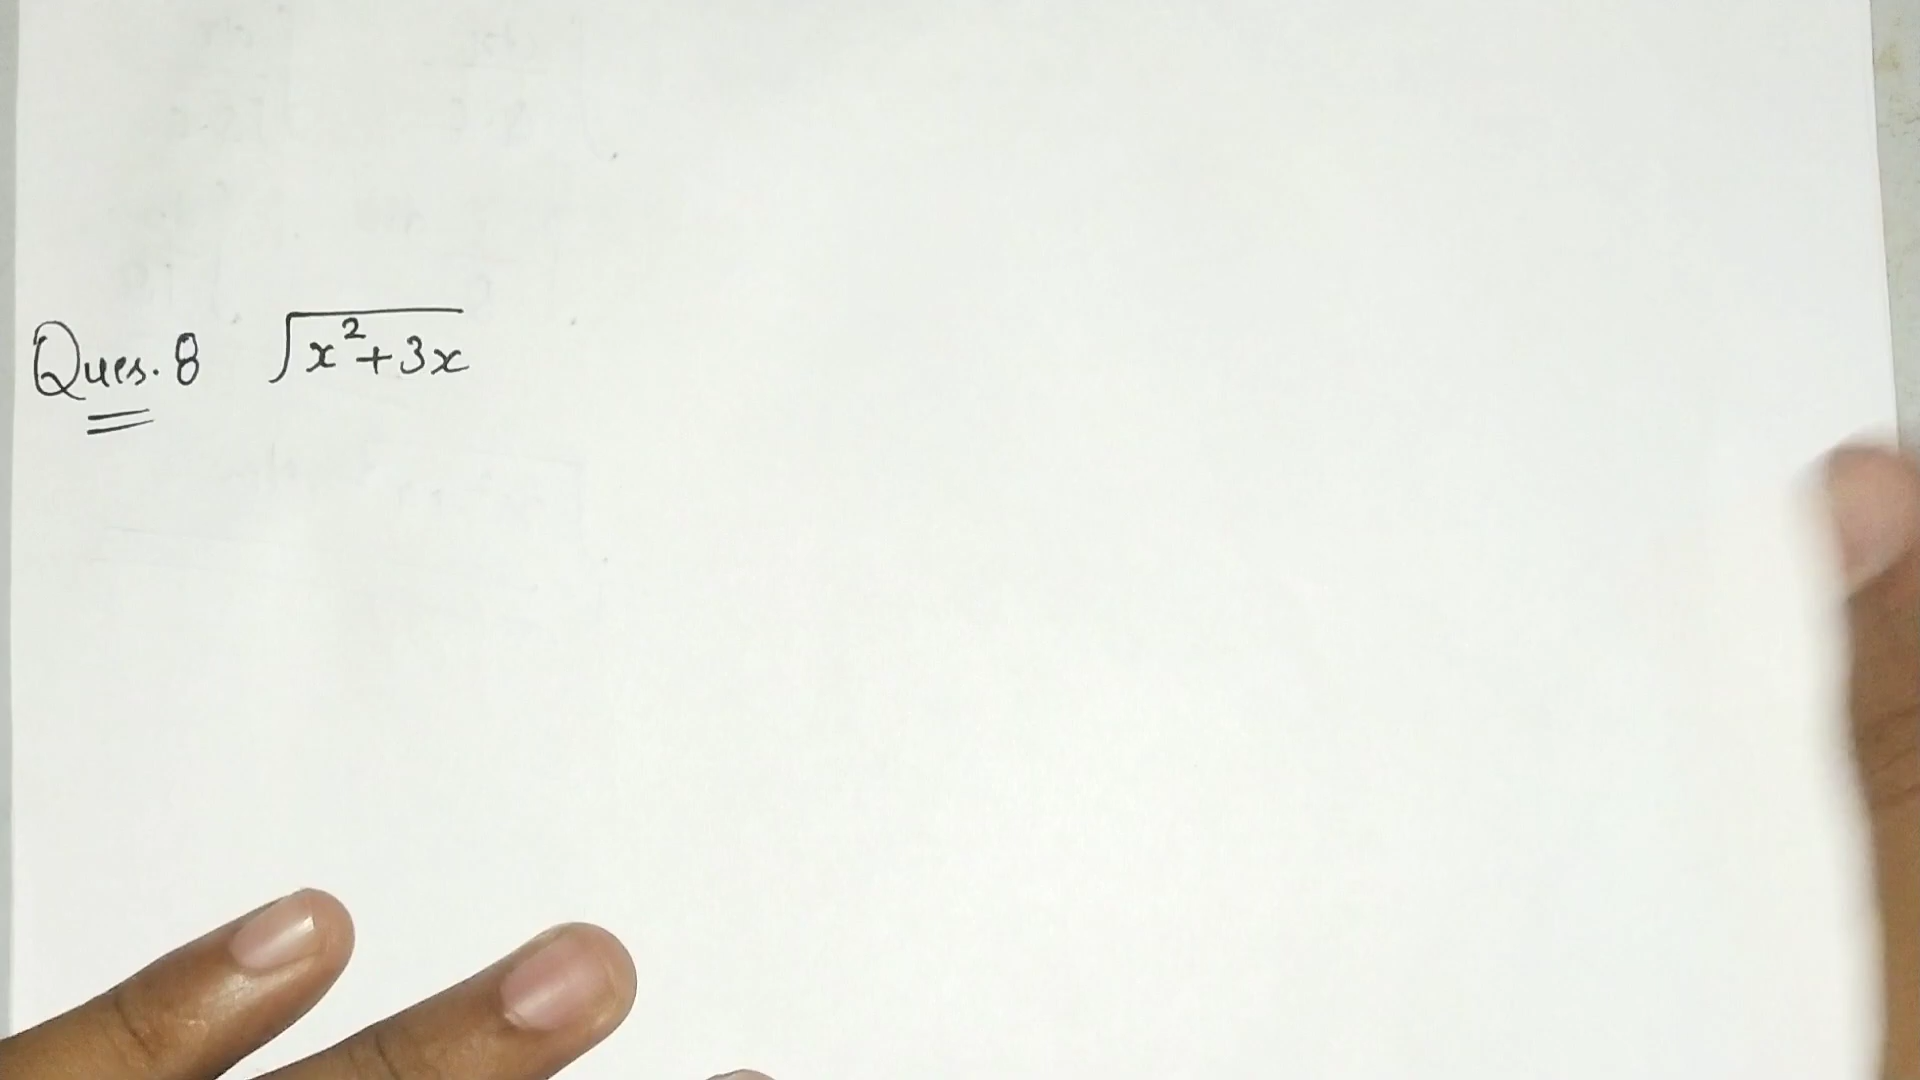 Ques. 8 √x²+3x